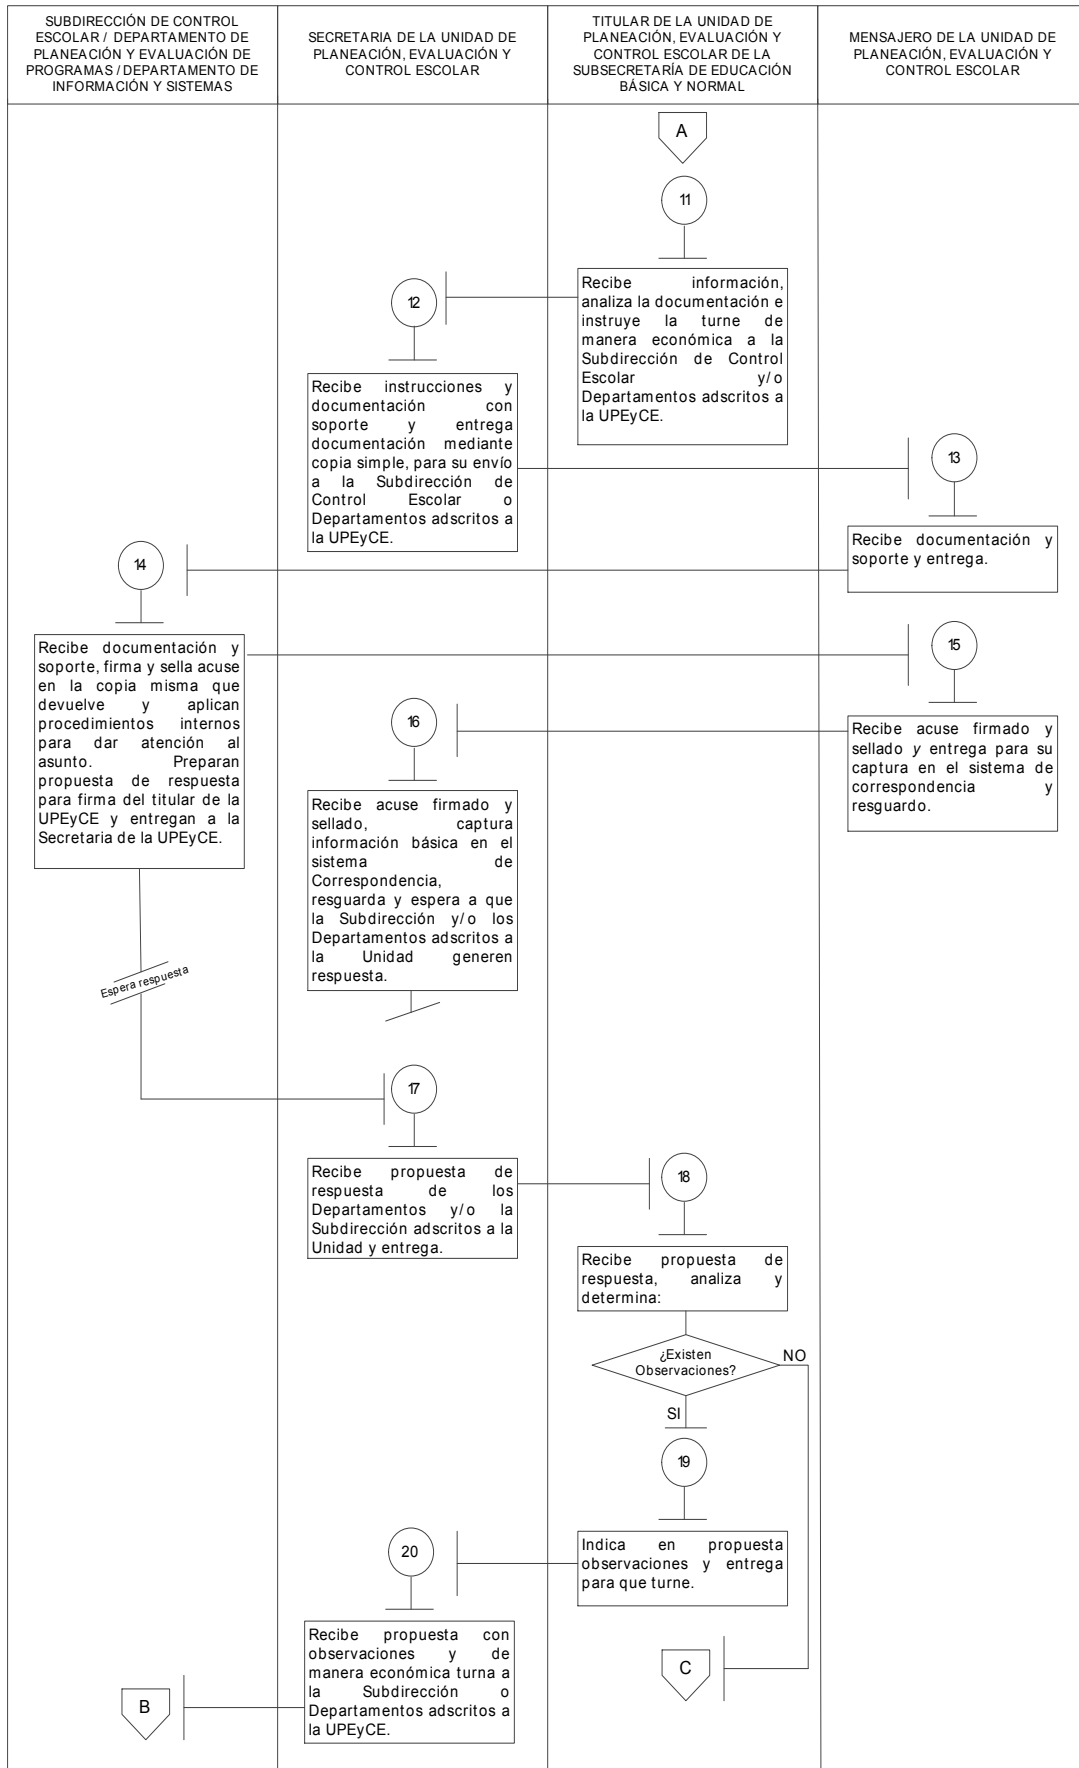 SUBDIRECCIÓN DE CONTROL
ESCOLAR / DEPARTAMENTO DE
PLANEACIÓN Y EVALUACIÓN DE
PROGRAMAS / DEPARTAMENTO DE
INFORMACIÓN Y SISTEMAS
SECRETARIA DE LA UNIDAD DE
PLANEACIÓN, EVALUACIÓN Y
CONTROL ESCOLAR
TITULAR DE LA UNIDAD DE
PLANEACIÓN, EVALUACIÓN Y
CONTROL ESCOLAR DE LA
SUBSECRETARÍA DE EDUCACIÓN
BÁSICA Y NORMAL
MENSAJERO DE LA UNIDAD DE
PLANEACIÓN, EVALUACIÓN Y
CONTROL ESCOLAR
A
11
Recibe información,
analiza la documentación e
instruye la turne de
manera económica a la
Subdirección de Control
Escolar y/o
Departamentos adscritos a
la UPEyCE.
12
Recibe instrucciones y
documentación con
soporte y entrega
documentación mediante
copia simple, para su envío
a la Subdirección de
Control Escolar o
Departamentos adscritos a
la UPEyCE.
13
Recibe documentación y
soporte y entrega.
14
Recibe documentación y
soporte, firma y sella acuse
en la copia misma que
devuelve y aplican
procedimientos internos
para dar atención al
asunto. Preparan
propuesta de respuesta
para firma del titular de la
UPEyCE y entregan a la
Secretaria de la UPEyCE.
15
Recibe acuse firmado y
sellado y entrega para su
captura en el sistema de
correspondencia y
resguardo.
16
Recibe acuse firmado y
sellado, captura
información básica en el
sistema de
Correspondencia,
resguarda y espera a que
la Subdirección y/o los
Departamentos adscritos a
la Unidad generen
respuesta.
Espera respuesta
17
Recibe propuesta de
respuesta de los
Departamentos y/o la
Subdirección adscritos a la
Unidad y entrega.
18
Recibe propuesta de
respuesta, analiza y
determina:
¿Existen
Observaciones?
NO
SI
19
Indica en propuesta
observaciones y entrega
para que turne.
20
Recibe propuesta con
observaciones y de
manera económica turna a
la Subdirección o
Departamentos adscritos a
la UPEyCE.
C
B